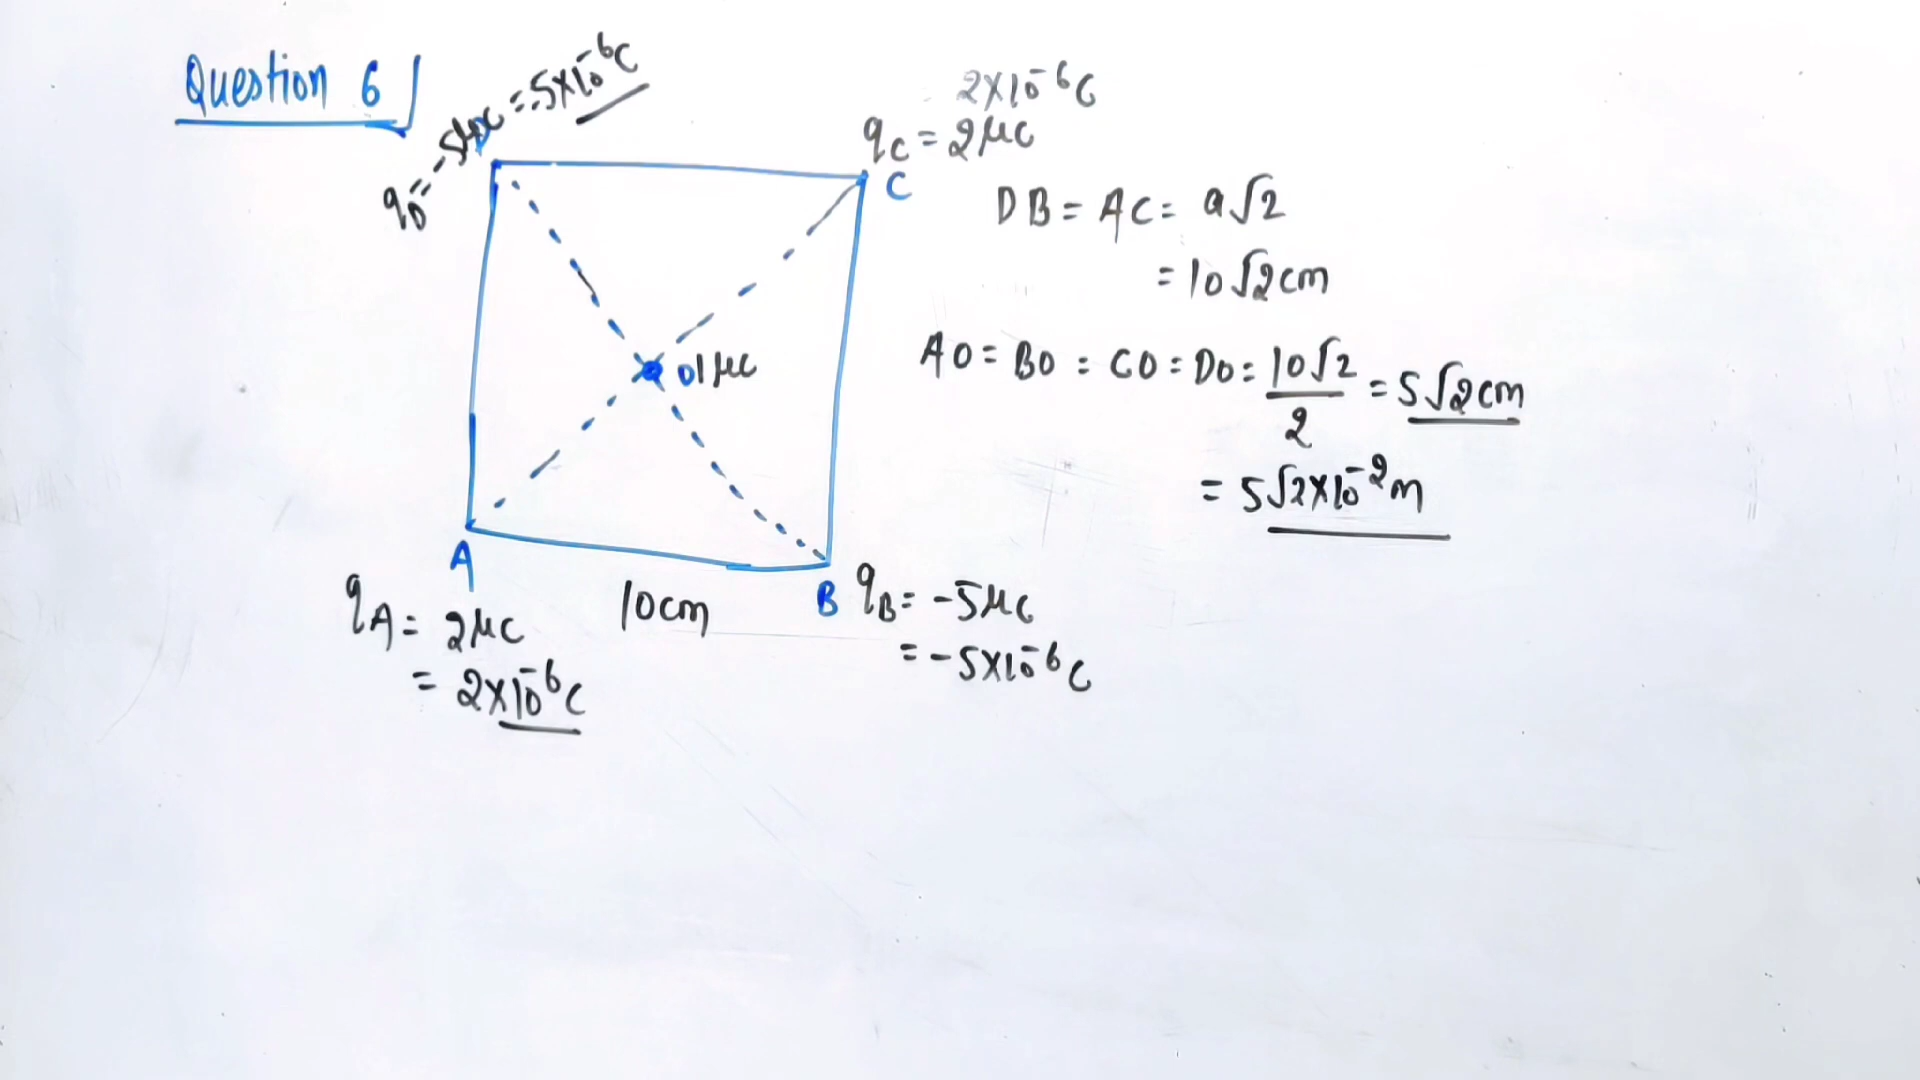 Question 6
q_D = -5μC = .5×10⁻⁶C
D
2×10⁻⁶C
q_C = 2μC
C
DB = AC = a√2
= 10√2cm
O1μC
AO = BO = CO = DO = 10√2/2 = 5√2cm
= 5√2×10⁻²m
A
q_A = 2μC
= 2×10⁻⁶C
10cm
B
q_B = -5μC
= -5×10⁻⁶C